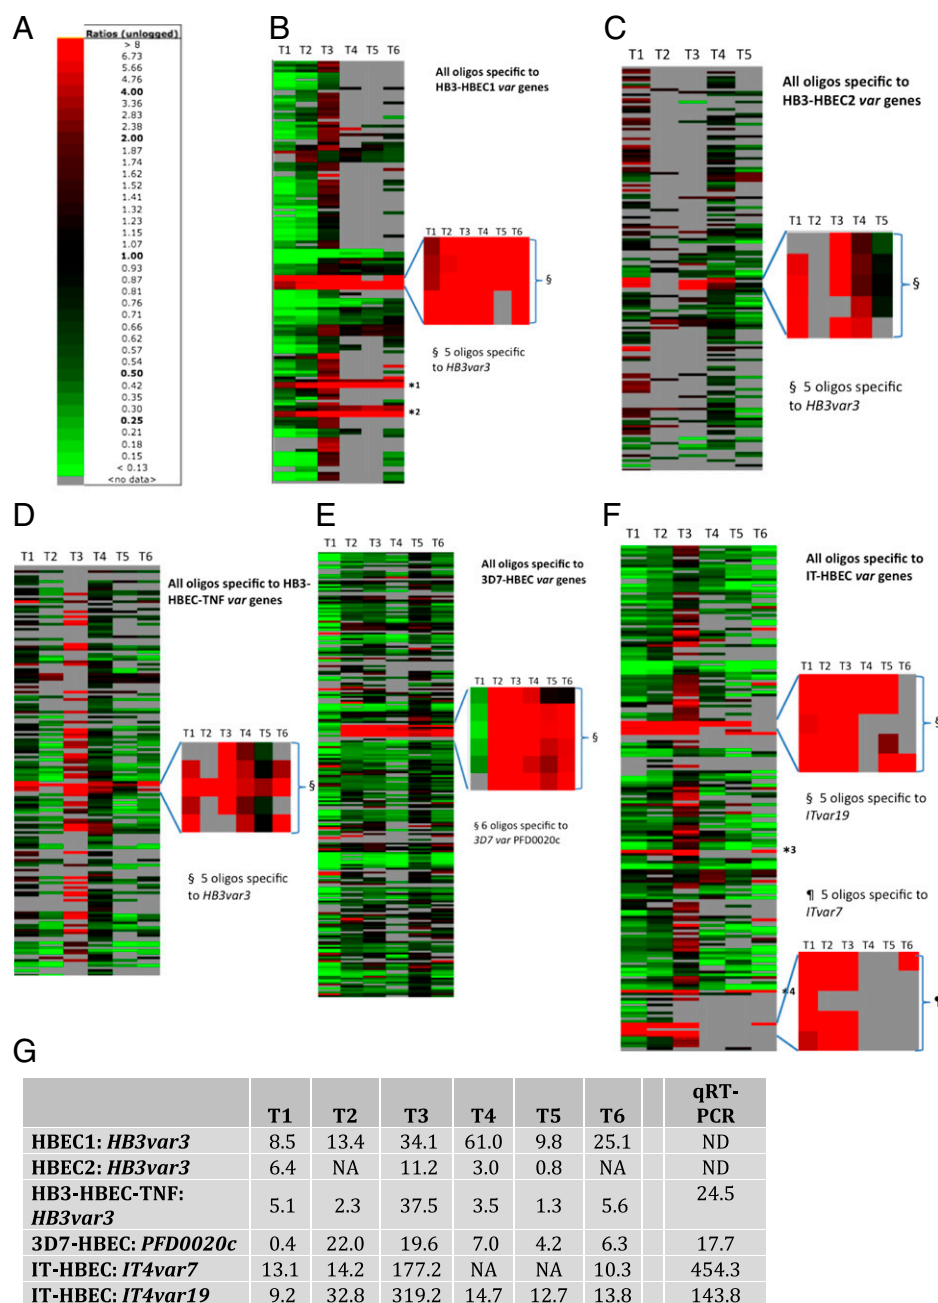 A
Ratios (unlogged)
> 8
6.73
5.66
4.76
4.00
3.36
2.83
2.38
2.00
1.87
1.74
1.62
1.52
1.41
1.32
1.23
1.15
1.07
1.00
0.93
0.87
0.81
0.76
0.71
0.66
0.62
0.57
0.54
0.50
0.42
0.35
0.30
0.25
0.21
0.18
0.15
< 0.13
<no data>
B
T1 T2 T3 T4 T5 T6
All oligos specific to
HB3-HBEC1 var genes
T1 T2 T3 T4 T5 T6
§
§ 5 oligos specific
to HB3var3
*1
*2
C
T1 T2 T3 T4 T5
All oligos specific to
HB3-HBEC2 var genes
T1 T2 T3 T4 T5
§
§ 5 oligos specific
to HB3var3
D
T1 T2 T3 T4 T5 T6
All oligos specific to HB3-
HBEC-TNF var genes
T1 T2 T3 T4 T5 T6
§
§ 5 oligos specific
to HB3var3
E
T1 T2 T3 T4 T5 T6
All oligos specific to
3D7-HBEC var genes
T1 T2 T3 T4 T5 T6
§
§ 6 oligos specific to
3D7 var PFD0020c
F
T1 T2 T3 T4 T5 T6
All oligos specific to
IT-HBEC var genes
T1 T2 T3 T4 T5 T6
§
§ 5 oligos specific to
ITvar19
*3
¶ 5 oligos specific to
ITvar7
T1 T2 T3 T4 T5 T6
*4
¶
G
T1 T2 T3 T4 T5 T6 qRT-
PCR
HBEC1: HB3var3 8.5 13.4 34.1 61.0 9.8 25.1 ND
HBEC2: HB3var3 6.4 NA 11.2 3.0 0.8 NA ND
HB3-HBEC-TNF:
HB3var3 5.1 2.3 37.5 3.5 1.3 5.6 24.5
3D7-HBEC: PFD0020c 0.4 22.0 19.6 7.0 4.2 6.3 17.7
IT-HBEC: IT4var7 13.1 14.2 177.2 NA NA 10.3 454.3
IT-HBEC: IT4var19 9.2 32.8 319.2 14.7 12.7 13.8 143.8